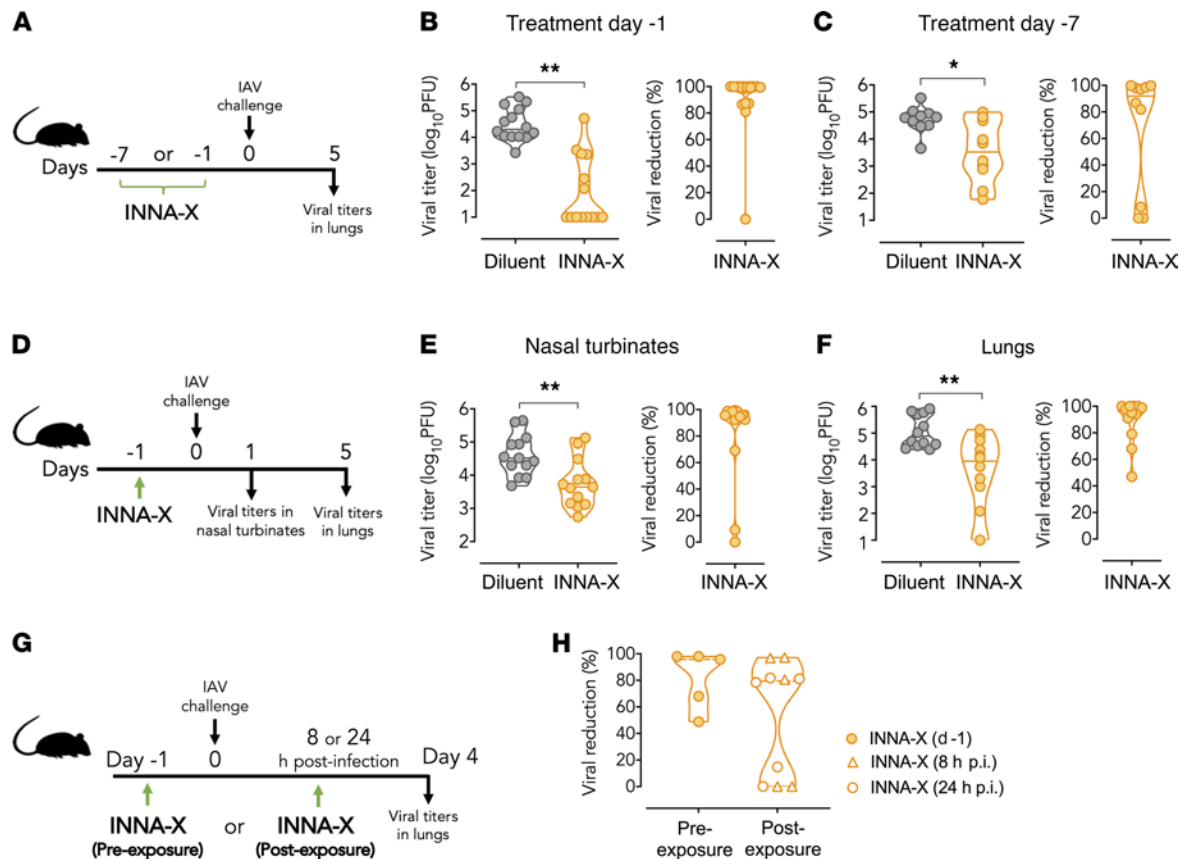 A
IAV
challenge
-7 or -1 0 5
Days
INNA-X
Viral titers
in lungs
B Treatment day -1
**
Viral titer (log10PFU)
6
5
4
3
2
1
Diluent INNA-X
Viral reduction (%)
100
80
60
40
20
0
INNA-X
C Treatment day -7
*
Viral titer (log10PFU)
6
5
4
3
2
1
Diluent INNA-X
Viral reduction (%)
100
80
60
40
20
0
INNA-X
D
IAV
challenge
-1 0 1 5
Days
INNA-X
Viral titers in
nasal turbinates
Viral titers
in lungs
E Nasal turbinates
**
Viral titer (log10PFU)
6
5
4
3
2
Diluent INNA-X
Viral reduction (%)
100
80
60
40
20
0
INNA-X
F Lungs
**
Viral titer (log10PFU)
6
5
4
3
2
1
Diluent INNA-X
Viral reduction (%)
100
80
60
40
20
0
INNA-X
G
IAV
challenge
8 or 24
Day -1 0 h post-infection Day 4
INNA-X or INNA-X
(Pre-exposure) (Post-exposure)
Viral titers
in lungs
H
Viral reduction (%)
100
80
60
40
20
0
Pre-
exposure
Post-
exposure
INNA-X (d -1)
INNA-X (8 h p.i.)
INNA-X (24 h p.i.)